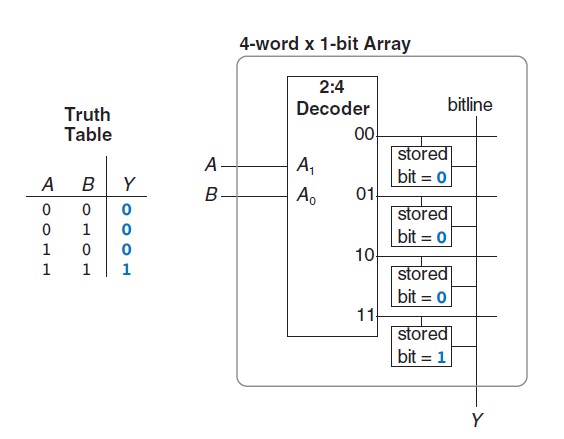 4-word x 1-bit Array
2:4
Decoder
bitline
Truth
Table
00
stored
bit = 0
A
A1
B
A0
01
stored
bit = 0
A B Y
0 0 0
0 1 0
1 0 0
1 1 1
10
stored
bit = 0
11
stored
bit = 1
Y